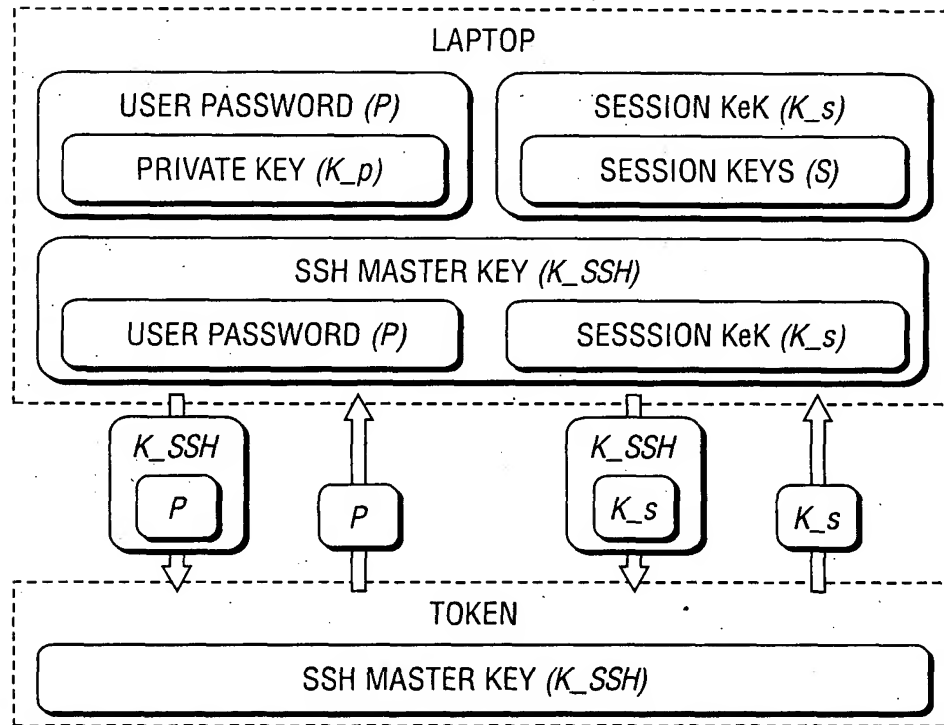 LAPTOP
USER PASSWORD (P)
SESSION KeK (K_s)
PRIVATE KEY (K_p)
SESSION KEYS (S)
SSH MASTER KEY (K_SSH)
USER PASSWORD (P)
SESSSION KeK (K_s)
K_SSH
P
P
K_SSH
K_s
K_s
TOKEN
SSH MASTER KEY (K_SSH)